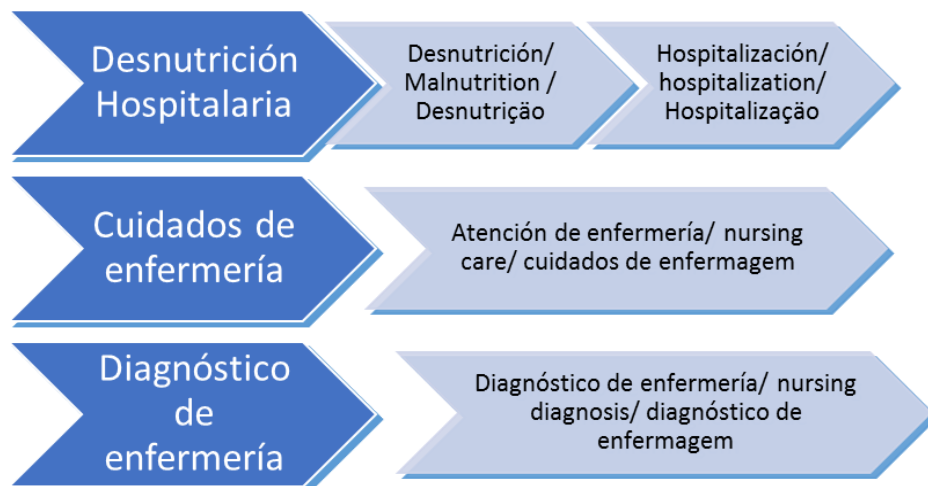 Desnutrición
Hospitalaria
Desnutrición/
Malnutrition /
Desnutrição
Hospitalización/
hospitalization/
Hospitalização
Cuidados de
enfermería
Atención de enfermería/ nursing
care/ cuidados de enfermagem
Diagnóstico
de
enfermería
Diagnóstico de enfermería/ nursing
diagnosis/ diagnóstico de
enfermagem